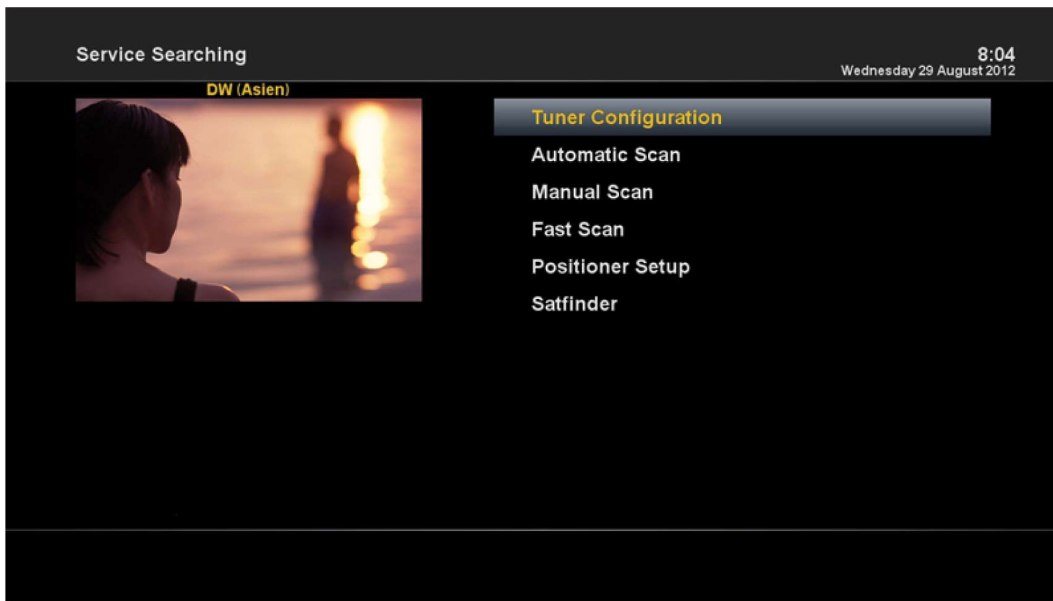 Service Searching
8:04
Wednesday 29 August 2012
DW (Asien)
Tuner Configuration
Automatic Scan
Manual Scan
Fast Scan
Positioner Setup
Satfinder